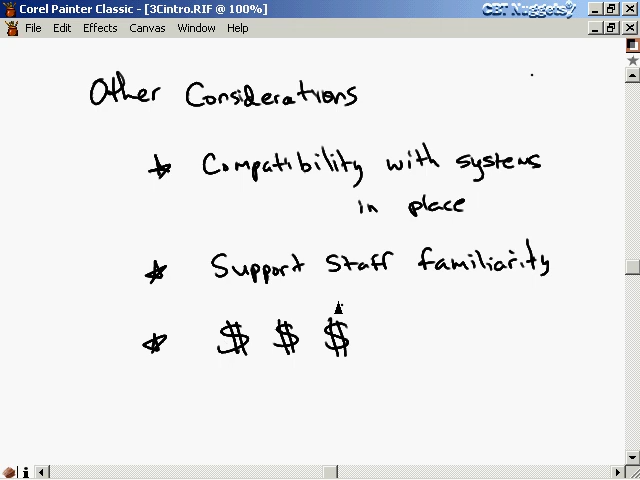 Corel Painter Classic - [3Cintro.RIF @ 100%]
CBT Nuggets
File Edit Effects Canvas Window Help
Other Considerations
* Compatibility with systems
in place
* Support Staff familiarity
* $ $ $